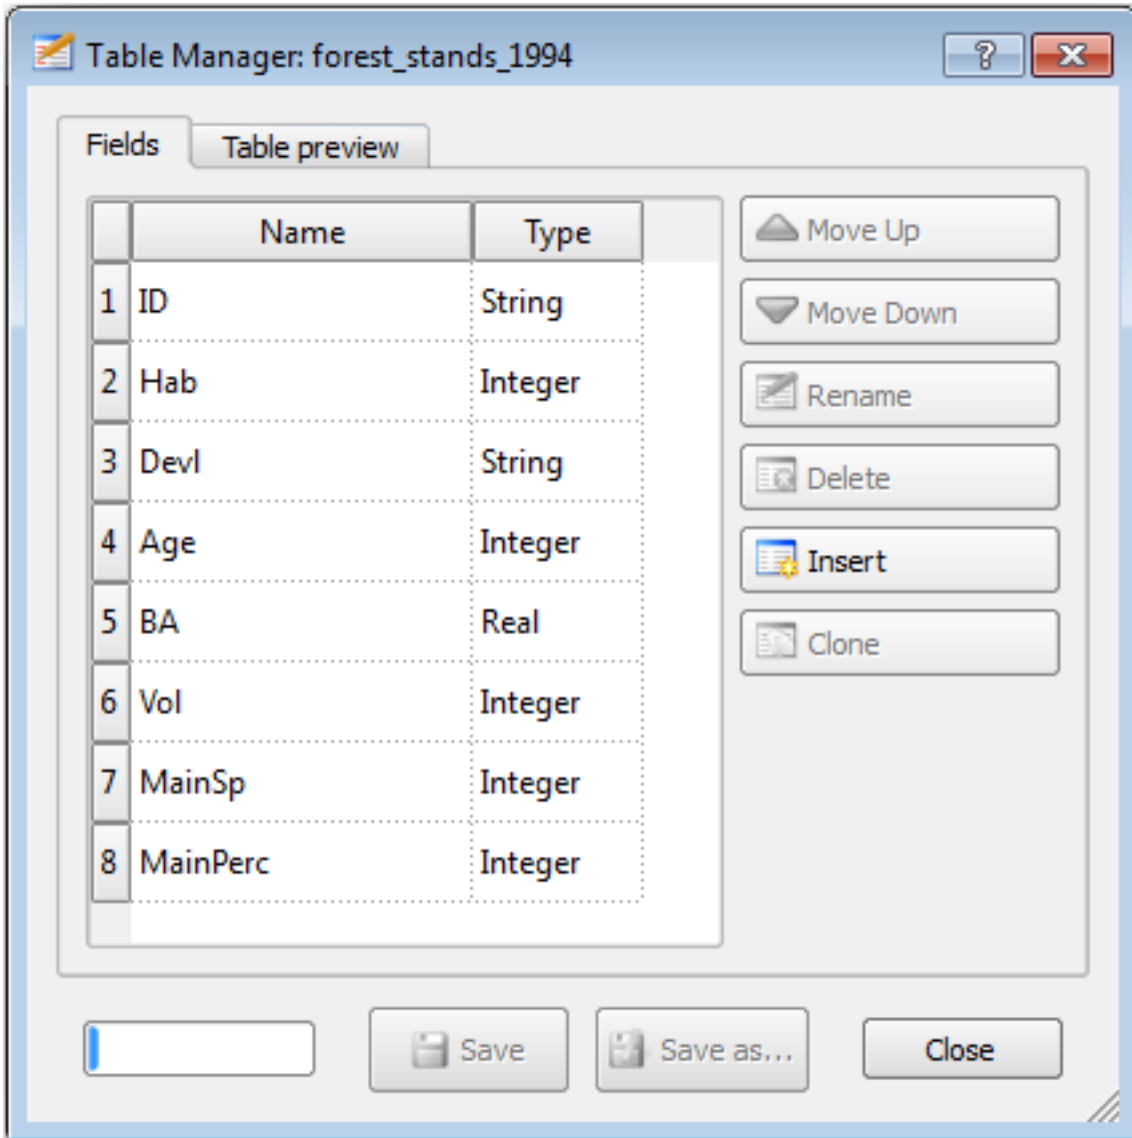 Table Manager: forest_stands_1994
?
Fields Table preview
Name Type
1 ID String
2 Hab Integer
3 Devl String
4 Age Integer
5 BA Real
6 Vol Integer
7 MainSp Integer
8 MainPerc Integer
Move Up
Move Down
Rename
Delete
Insert
Clone
Save Save as... Close